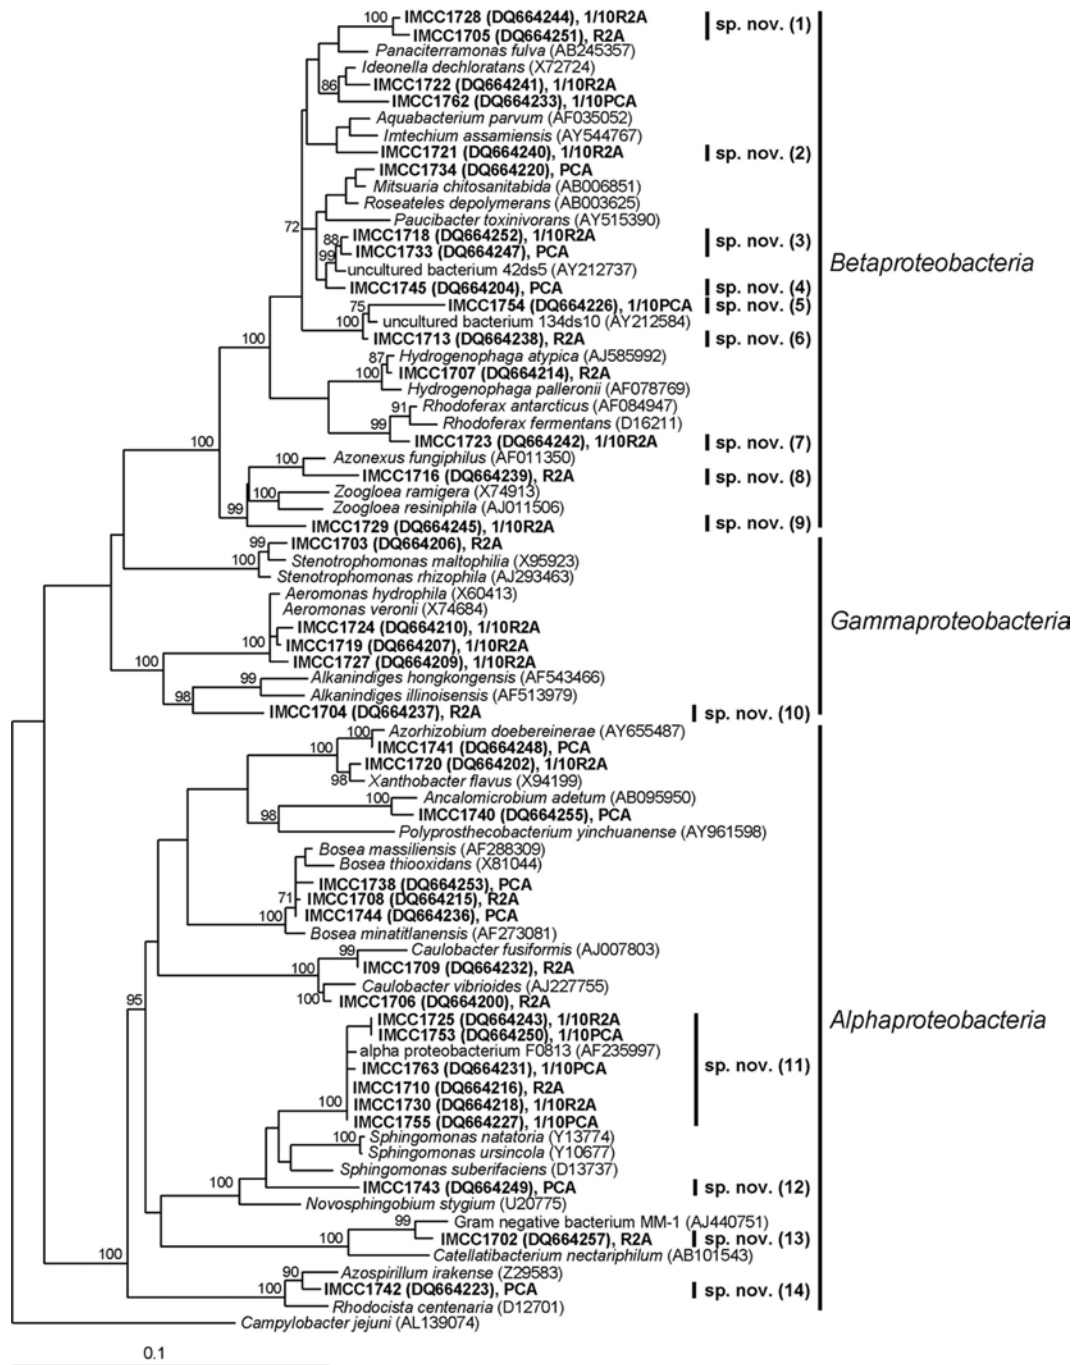 100 IMCC1728 (DQ664244), 1/10R2A
sp. nov. (1)
IMCC1705 (DQ664251), R2A
Panaciterramonas fulva (AB245357)
Ideonella dechloratans (X72724)
86 IMCC1722 (DQ664241), 1/10R2A
IMCC1762 (DQ664233), 1/10PCA
Aquabacterium parvum (AF035052)
Imtechium assamiensis (AY544767)
IMCC1721 (DQ664240), 1/10R2A sp. nov. (2)
IMCC1734 (DQ664220), PCA
Mitsuaria chitosanitabida (AB006851)
Roseateles depolymerans (AB003625)
Paucibacter toxinivorans (AY515390)
72
88 IMCC1718 (DQ664252), 1/10R2A
sp. nov. (3)
99 IMCC1733 (DQ664247), PCA
uncultured bacterium 42ds5 (AY212737)
Betaproteobacteria
IMCC1745 (DQ664204), PCA sp. nov. (4)
75 IMCC1754 (DQ664226), 1/10PCA sp. nov. (5)
100 uncultured bacterium 134ds10 (AY212584)
100 IMCC1713 (DQ664238), R2A sp. nov. (6)
87 Hydrogenophaga atypica (AJ585992)
100 IMCC1707 (DQ664214), R2A
Hydrogenophaga palleronii (AF078769)
91 Rhodoferax antarcticus (AF084947)
99 Rhodoferax fermentans (D16211)
100 IMCC1723 (DQ664242), 1/10R2A sp. nov. (7)
100 Azonexus fungiphilus (AF011350)
IMCC1716 (DQ664239), R2A sp. nov. (8)
100 Zoogloea ramigera (X74913)
99 Zoogloea resiniphila (AJ011506)
IMCC1729 (DQ664245), 1/10R2A sp. nov. (9)
99 IMCC1703 (DQ664206), R2A
100 Stenotrophomonas maltophilia (X95923)
Stenotrophomonas rhizophila (AJ293463)
Aeromonas hydrophila (X60413)
Aeromonas veronii (X74684)
Gammaproteobacteria
IMCC1724 (DQ664210), 1/10R2A
100 IMCC1719 (DQ664207), 1/10R2A
100 IMCC1727 (DQ664209), 1/10R2A
99 Alkanindiges hongkongensis (AF543466)
98 Alkanindiges illinoisensis (AF513979)
IMCC1704 (DQ664237), R2A sp. nov. (10)
100 Azorhizobium doebereinerae (AY655487)
100 IMCC1741 (DQ664248), PCA
IMCC1720 (DQ664202), 1/10R2A
98 Xanthobacter flavus (X94199)
100 Ancalomicrobium adetum (AB095950)
98 IMCC1740 (DQ664255), PCA
Polyprosthecobacterium yinchuanense (AY961598)
Bosea massiliensis (AF288309)
Bosea thiooxidans (X81044)
IMCC1738 (DQ664253), PCA
71 IMCC1708 (DQ664215), R2A
100 IMCC1744 (DQ664236), PCA
Bosea minatitlanensis (AF273081)
99 Caulobacter fusiformis (AJ007803)
100 IMCC1709 (DQ664232), R2A
Caulobacter vibrioides (AJ227755)
95 100 IMCC1706 (DQ664200), R2A
IMCC1725 (DQ664243), 1/10R2A
Alphaproteobacteria
IMCC1753 (DQ664250), 1/10PCA
alpha proteobacterium F0813 (AF235997)
IMCC1763 (DQ664231), 1/10PCA sp. nov. (11)
IMCC1710 (DQ664216), R2A
100 IMCC1730 (DQ664218), 1/10R2A
IMCC1755 (DQ664227), 1/10PCA
100 Sphingomonas natatoria (Y13774)
Sphingomonas ursincola (Y10677)
Sphingomonas suberifaciens (D13737)
100 IMCC1743 (DQ664249), PCA sp. nov. (12)
Novosphingobium stygium (U20775)
99 Gram negative bacterium MM-1 (AJ440751)
100 IMCC1702 (DQ664257), R2A sp. nov. (13)
100 Catellatibacterium nectariphilum (AB101543)
90 Azospirillum irakense (Z29583)
100 IMCC1742 (DQ664223), PCA sp. nov. (14)
Rhodocista centenaria (D12701)
Campylobacter jejuni (AL139074)
0.1